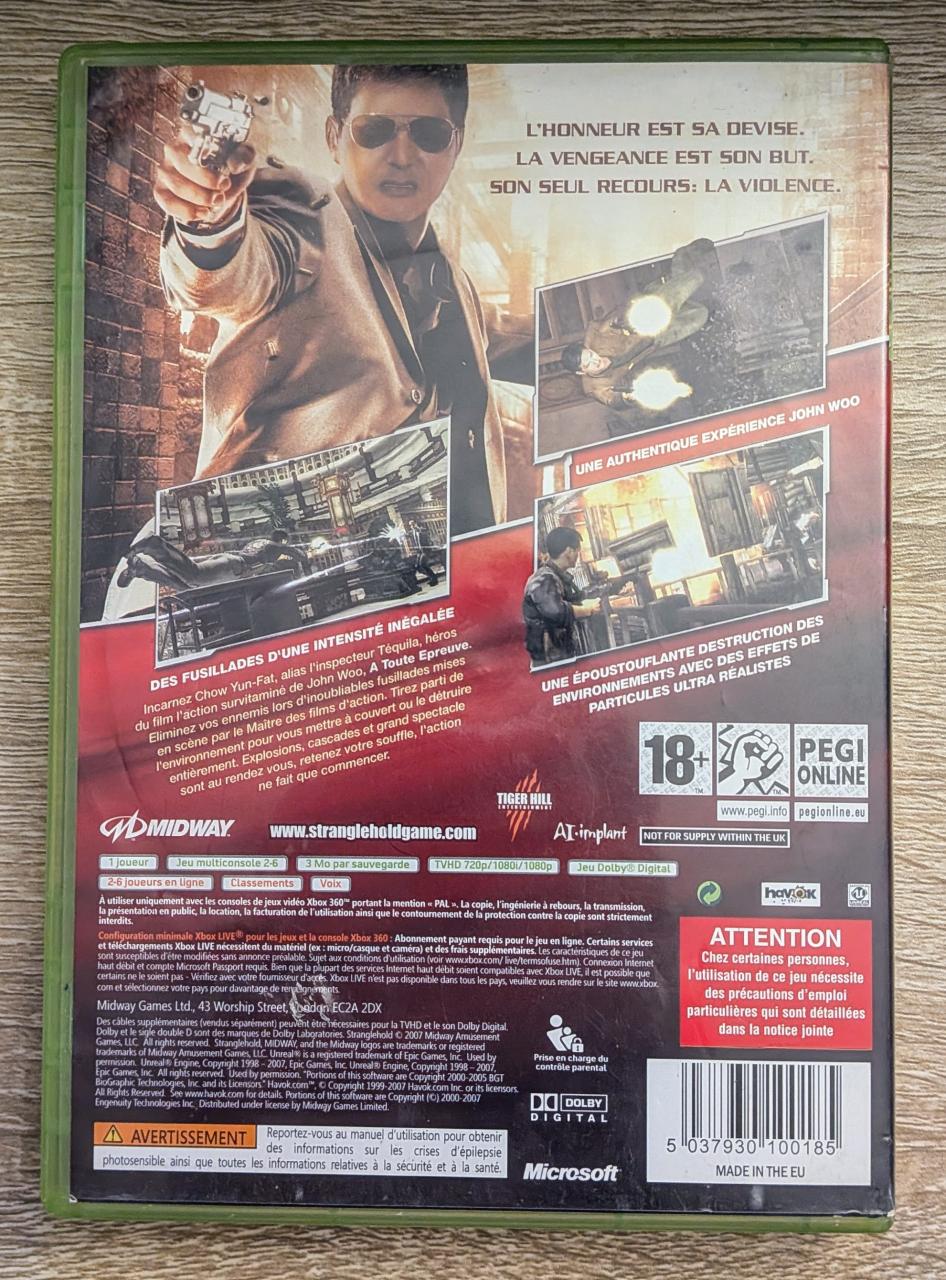 L'HONNEUR EST SA DEVISE.
LA VENGEANCE EST SON BUT.
SON SEUL RECOURS: LA VIOLENCE.
UNE AUTHENTIQUE EXPÉRIENCE JOHN WOO
DES FUSILLADES D'UNE INTENSITÉ INÉGALÉE
Incarnez Chow Yun-Fat, alias l'inspecteur Téquila, héros
du film l'action survitaminé de John Woo, A Toute Epreuve.
Eliminez vos ennemis lors d'inoubliables fusillades mises
en scène par le Maître des films d'action. Tirez parti de
l'environnement pour vous mettre à couvert ou le détruire
entièrement. Explosions, cascades et grand spectacle
sont au rendez vous, retenez votre souffle, l'action
ne fait que commencer.
UNE ÉPOUSTOUFLANTE DESTRUCTION DES
ENVIRONNEMENTS AVEC DES EFFETS DE
PARTICULES ULTRA RÉALISTES
18+
TM
TM
PEGI
ONLINE
www.pegi.info
pegionline.eu
NOT FOR SUPPLY WITHIN THE UK
MIDWAY
www.strangleholdgame.com
TIGER HILL
ENTERTAINMENT
AI.implant
1 joueur
Jeu multiconsole 2-6
3 Mo par sauvegarde
TVHD 720p/1080i/1080p
Jeu Dolby® Digital
2-6 joueurs en ligne
Classements
Voix
havok
À utiliser uniquement avec les consoles de jeux vidéo Xbox 360™ portant la mention « PAL ». La copie, l'ingénierie à rebours, la transmission,
la présentation en public, la location, la facturation de l'utilisation ainsi que le contournement de la protection contre la copie sont strictement
interdits.
Configuration minimale Xbox LIVE® pour les jeux et la console Xbox 360 : Abonnement payant requis pour le jeu en ligne. Certains services
et téléchargements Xbox LIVE nécessitent du matériel (ex : micro/casque et caméra) et des frais supplémentaires. Les caractéristiques de ce jeu
sont susceptibles d'être modifiées sans annonce préalable. Sujet aux conditions d'utilisation (voir www.xbox.com/ live/termsofuse.htm). Connexion Internet
haut débit et compte Microsoft Passport requis. Bien que la plupart des services Internet haut débit soient compatibles avec Xbox LIVE, il est possible que
certains ne le soient pas - Vérifiez avec votre fournisseur d'accès. Xbox LIVE n'est pas disponible dans tous les pays, veuillez vous rendre sur le site www.xbox.
com et sélectionnez votre pays pour davantage de renseignements.
Midway Games Ltd., 43 Worship Street, London EC2A 2DX
Des câbles supplémentaires (vendus séparément) peuvent être nécessaires pour la TVHD et le son Dolby Digital.
Dolby et le sigle double D sont des marques de Dolby Laboratories. Stranglehold © 2007 Midway Amusement
Games, LLC. All rights reserved. Stranglehold, MIDWAY, and the Midway logos are trademarks or registered
trademarks of Midway Amusement Games, LLC. Unreal® is a registered trademark of Epic Games, Inc. Used by
permission. Unreal® Engine, Copyright 1998 – 2007, Epic Games, Inc. Unreal® Engine, Copyright 1998 – 2007,
Epic Games, Inc. All rights reserved. Used by permission. "Portions of this software are Copyright 2000-2005 BGT
BioGraphic Technologies, Inc. and its Licensors." Havok.com™, © Copyright 1999-2007 Havok.com Inc. or its licensors.
All Rights Reserved. See www.havok.com for details. Portions of this software are Copyright (©) 2000-2007
Engenuity Technologies Inc. Distributed under license by Midway Games Limited.
ATTENTION
Chez certaines personnes,
l'utilisation de ce jeu nécessite
des précautions d'emploi
particulières qui sont détaillées
dans la notice jointe
Prise en charge du
contrôle parental
DOLBY
DIGITAL
AVERTISSEMENT
Reportez-vous au manuel d'utilisation pour obtenir
des informations sur les crises d'épilepsie
photosensible ainsi que toutes les informations relatives à la sécurité et à la santé.
Microsoft
5 037930 100185
MADE IN THE EU